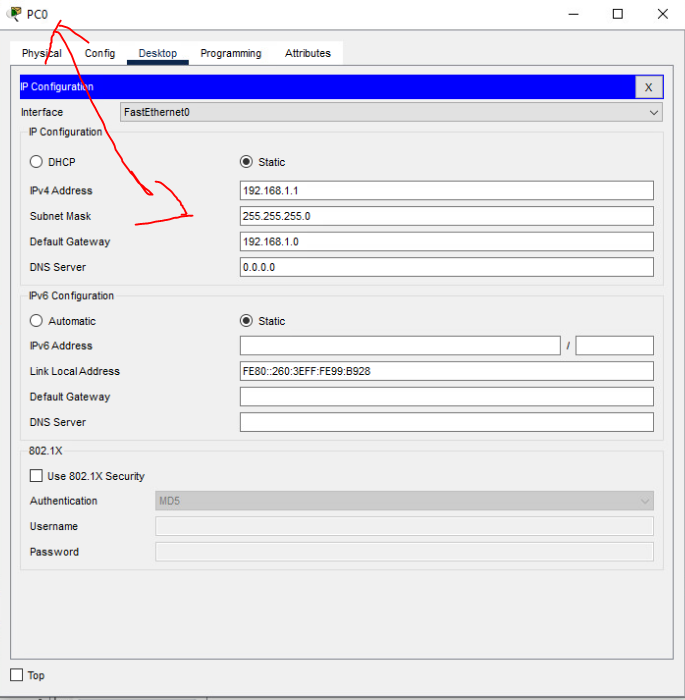 PC0
Physical Config Desktop Programming Attributes
IP Configuration X
Interface FastEthernet0
IP Configuration
DHCP Static
IPv4 Address 192.168.1.1
Subnet Mask 255.255.255.0
Default Gateway 192.168.1.0
DNS Server 0.0.0.0
IPv6 Configuration
Automatic Static
IPv6 Address /
Link Local Address FE80::260:3EFF:FE99:B928
Default Gateway
DNS Server
802.1X
Use 802.1X Security
Authentication MD5
Username
Password
Top